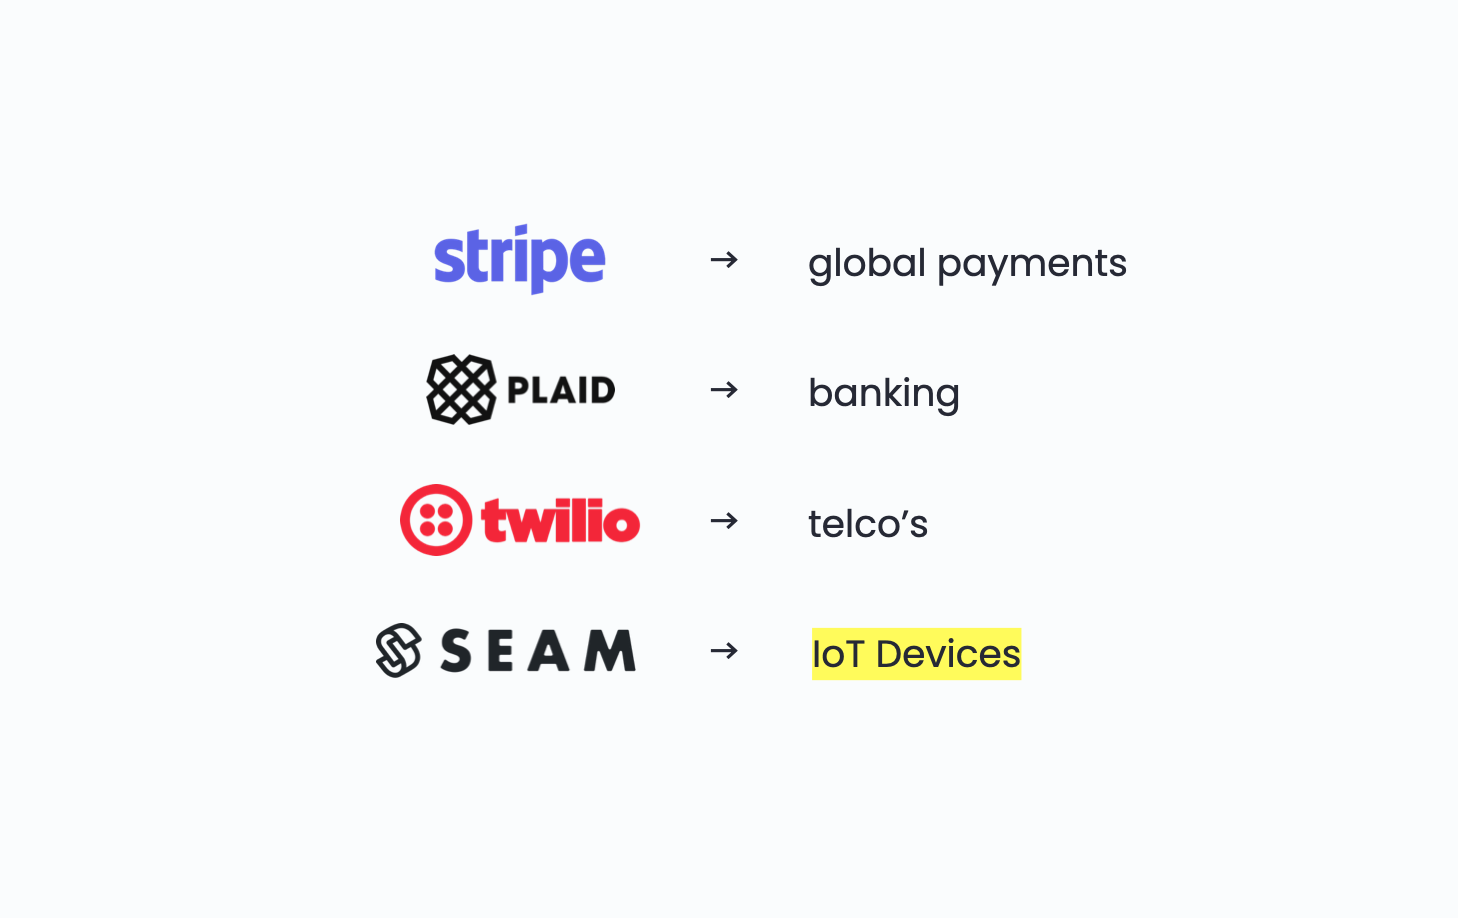 stripe → global payments
PLAID → banking
twilio → telco’s
SEAM → IoT Devices